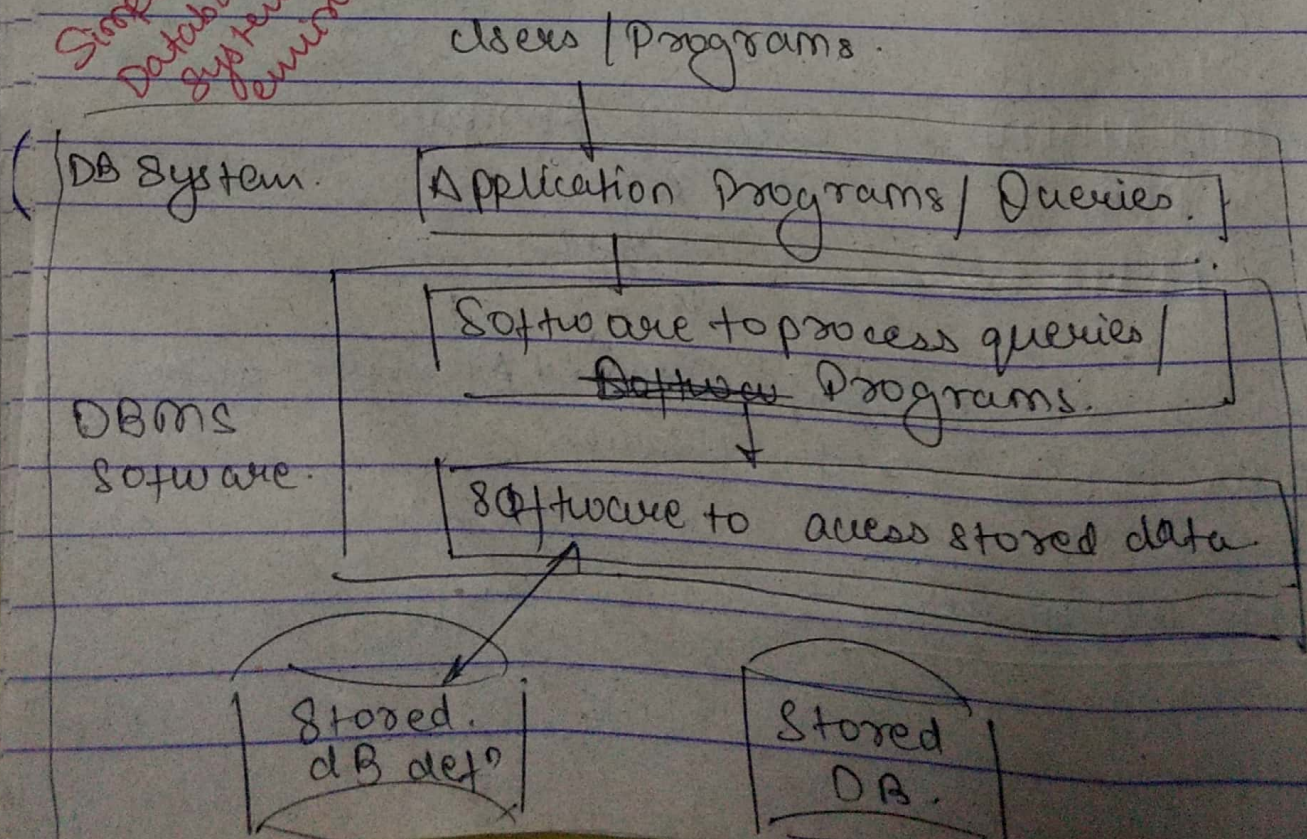 Users / Programs.
DB System.
Application Programs / Queries.
Software to process queries /
Programs.
DBMS
Sofware.
Software to access stored data
Stored.
dB defn
Stored
DB.